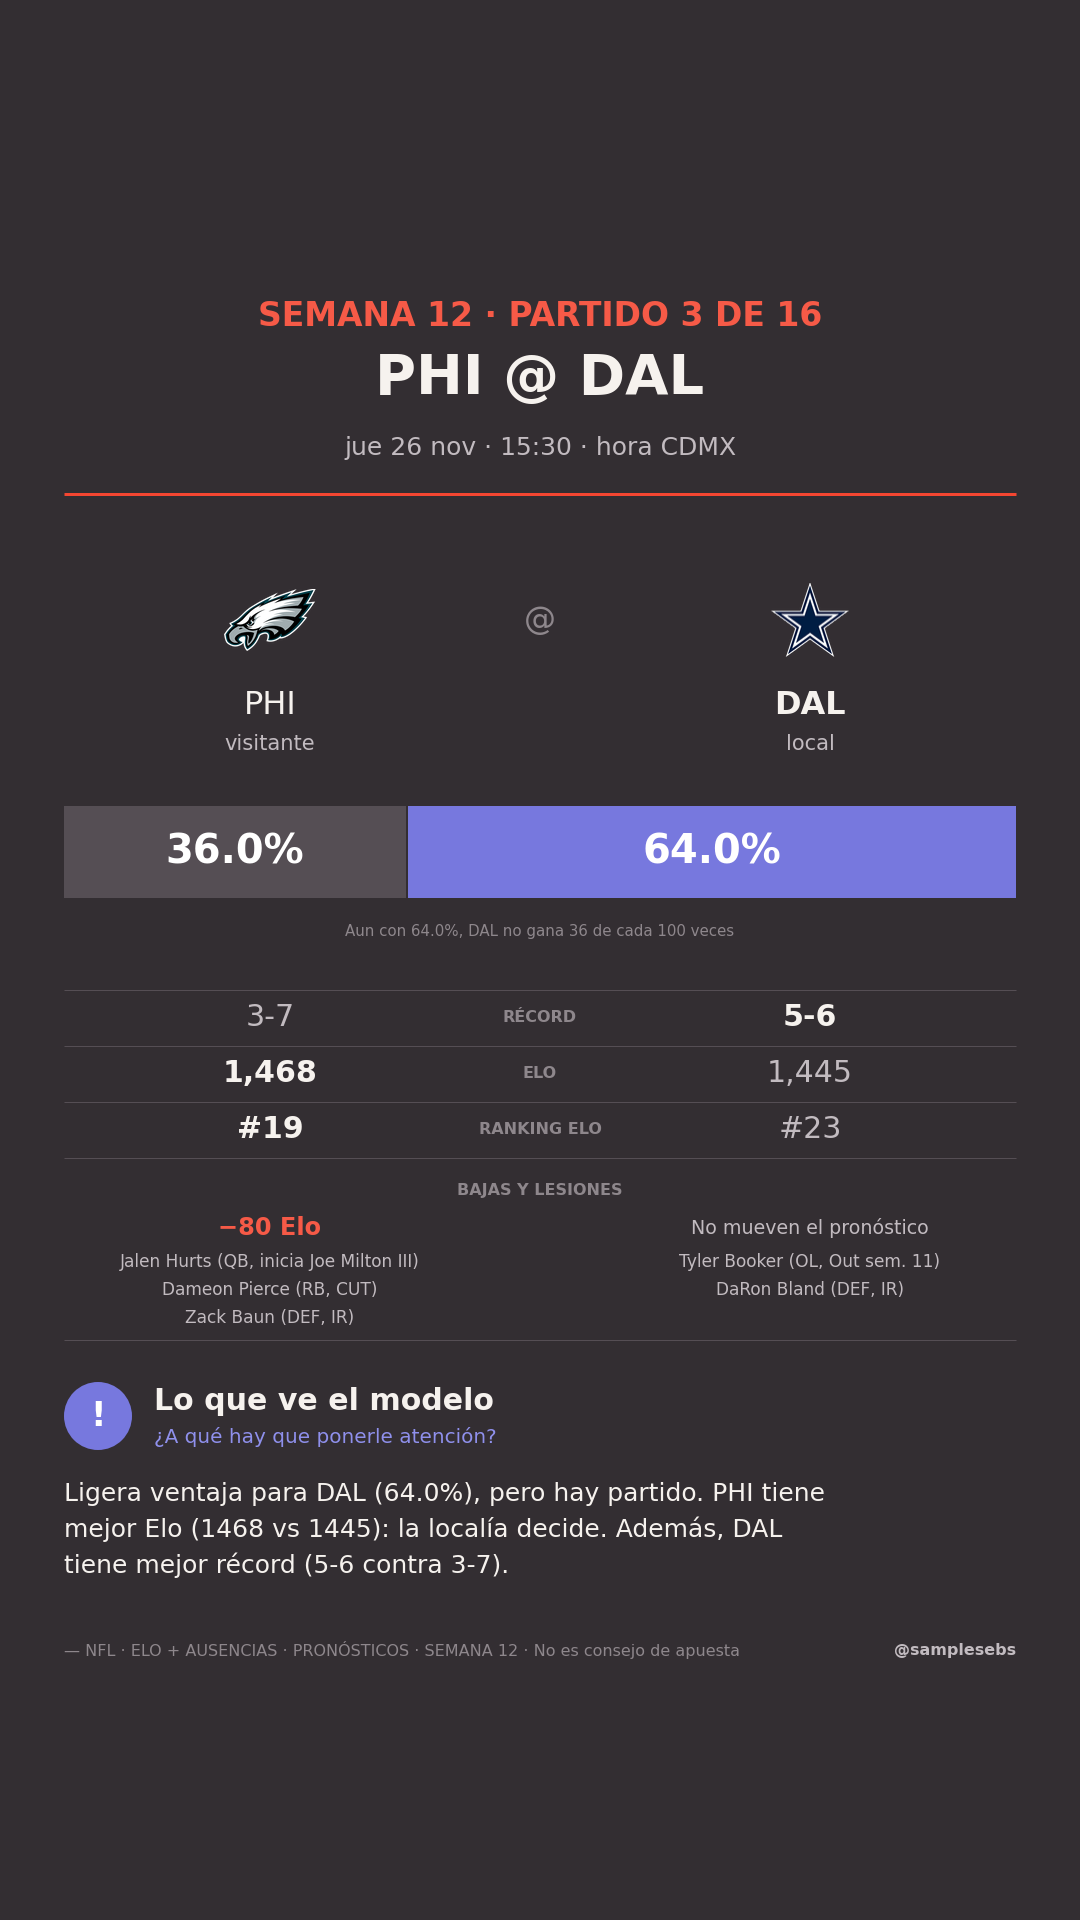 SEMANA 12 · PARTIDO 3 DE 16
PHI @ DAL
jue 26 nov · 15:30 · hora CDMX
@
PHI
DAL
visitante
local
36.0%
64.0%
Aun con 64.0%, DAL no gana 36 de cada 100 veces
3-7 RÉCORD 5-6
1,468 ELO 1,445
#19 RANKING ELO #23
BAJAS Y LESIONES
−80 Elo
No mueven el pronóstico
Jalen Hurts (QB, inicia Joe Milton III)
Tyler Booker (OL, Out sem. 11)
Dameon Pierce (RB, CUT)
DaRon Bland (DEF, IR)
Zack Baun (DEF, IR)
!
Lo que ve el modelo
¿A qué hay que ponerle atención?
Ligera ventaja para DAL (64.0%), pero hay partido. PHI tiene
mejor Elo (1468 vs 1445): la localía decide. Además, DAL
tiene mejor récord (5-6 contra 3-7).
— NFL · ELO + AUSENCIAS · PRONÓSTICOS · SEMANA 12 · No es consejo de apuesta
@samplesebs